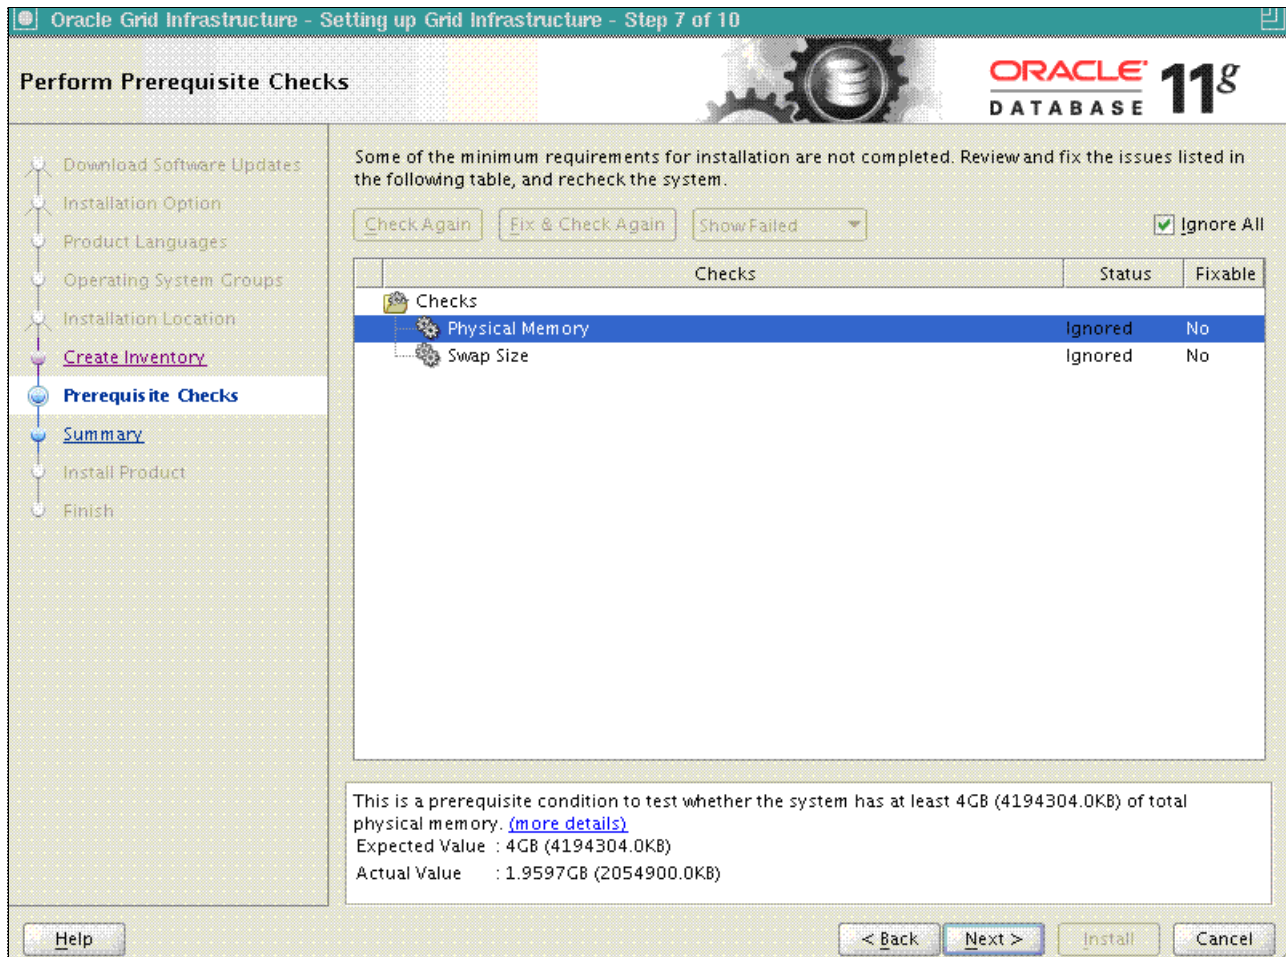 Oracle Grid Infrastructure - Setting up Grid Infrastructure - Step 7 of 10
Perform Prerequisite Checks
ORACLE
DATABASE
11g
Download Software Updates
Installation Option
Product Languages
Operating System Groups
Installation Location
Create Inventory
Prerequisite Checks
Summary
Install Product
Finish
Some of the minimum requirements for installation are not completed. Review and fix the issues listed in
the following table, and recheck the system.
Check Again
Fix & Check Again
Show Failed
Ignore All
Checks Status Fixable
Checks
Physical Memory Ignored No
Swap Size Ignored No
This is a prerequisite condition to test whether the system has at least 4GB (4194304.0KB) of total
physical memory. (more details)
Expected Value : 4GB (4194304.0KB)
Actual Value : 1.9597GB (2054900.0KB)
Help
< Back
Next >
Install
Cancel